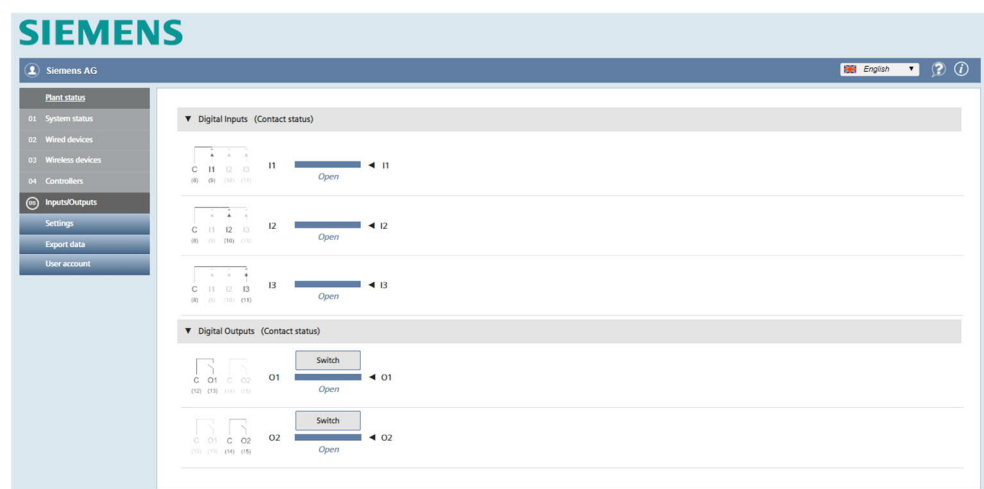 SIEMENS
Siemens AG
English
Plant status
01 System status
02 Wired devices
03 Wireless devices
04 Controllers
05 Inputs/Outputs
Settings
Export data
User account
▼ Digital Inputs (Contact status)
C I1 I2 I3
(8) (9) (10) (11)
I1
◄ I1
Open
C I1 I2 I3
(8) (9) (10) (11)
I2
◄ I2
Open
C I1 I2 I3
(8) (9) (10) (11)
I3
◄ I3
Open
▼ Digital Outputs (Contact status)
Switch
C O1 C O2
(12) (13) (14) (15)
O1
◄ O1
Open
Switch
C O1 C O2
(12) (13) (14) (15)
O2
◄ O2
Open